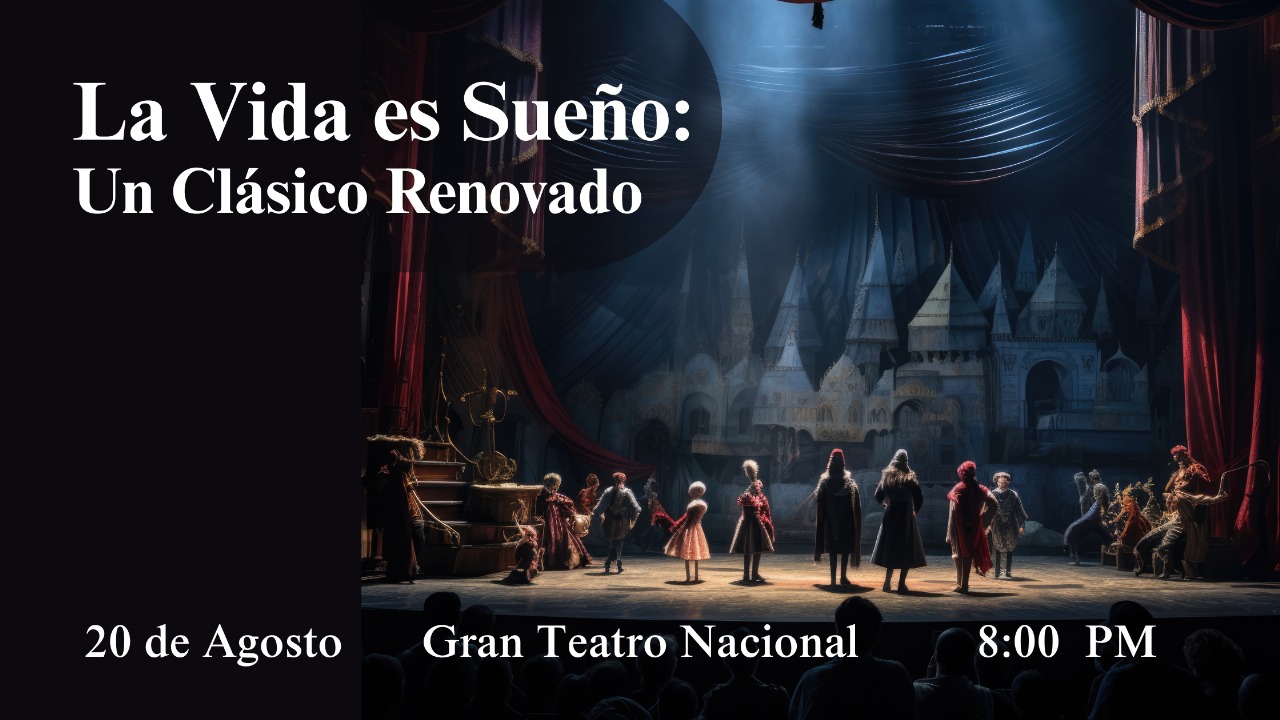 La Vida es Sueño:
Un Clásico Renovado
20 de Agosto
Gran Teatro Nacional
8:00 PM